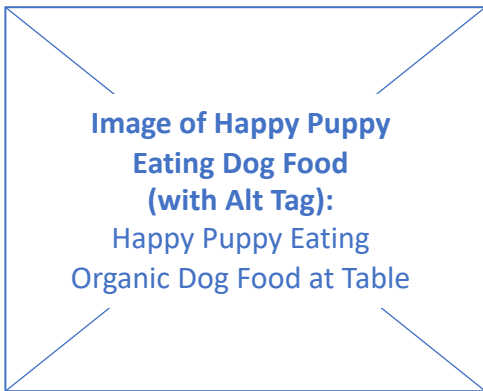 Image of Happy Puppy
Eating Dog Food
(with Alt Tag):
Happy Puppy Eating
Organic Dog Food at Table